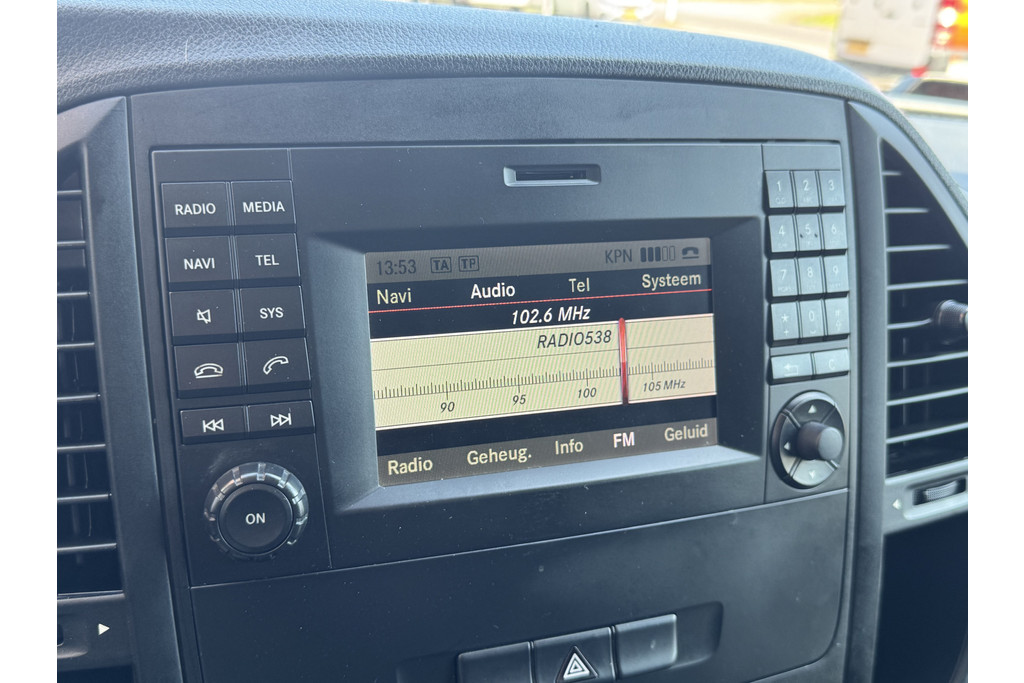 RADIO MEDIA
NAVI TEL
SYS
ON
13:53 TA TP KPN
Navi Audio Tel Systeem
102.6 MHz
RADIO538
90 95 100 105 MHz
Radio Geheug. Info FM Geluid
1 2 3
4 5 6
7 8 9
* 0 #
C